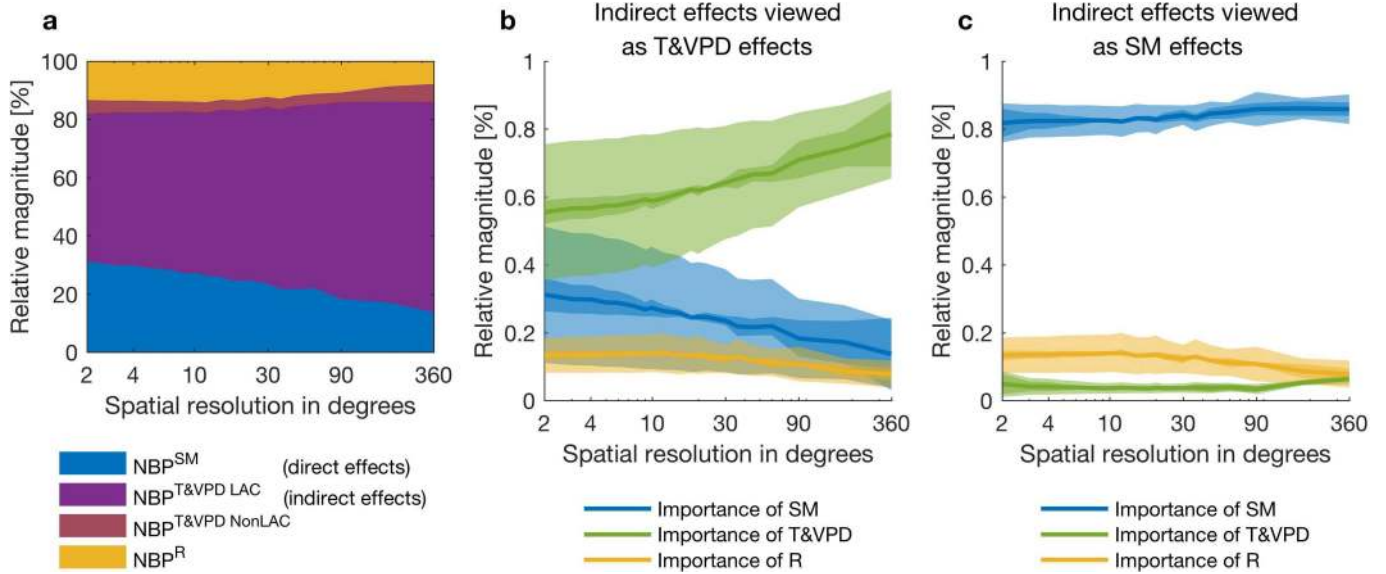 a
100
80
60
40
20
0
Relative magnitude [%]
2 4 10 30 90 360
Spatial resolution in degrees
NBP^SM (direct effects)
NBP^T&VPD LAC (indirect effects)
NBP^T&VPD NonLAC
NBP^R
b
Indirect effects viewed
as T&VPD effects
1
0.8
0.6
0.4
0.2
0
Relative magnitude [%]
2 4 10 30 90 360
Spatial resolution in degrees
Importance of SM
Importance of T&VPD
Importance of R
c
Indirect effects viewed
as SM effects
1
0.8
0.6
0.4
0.2
0
Relative magnitude [%]
2 4 10 30 90 360
Spatial resolution in degrees
Importance of SM
Importance of T&VPD
Importance of R